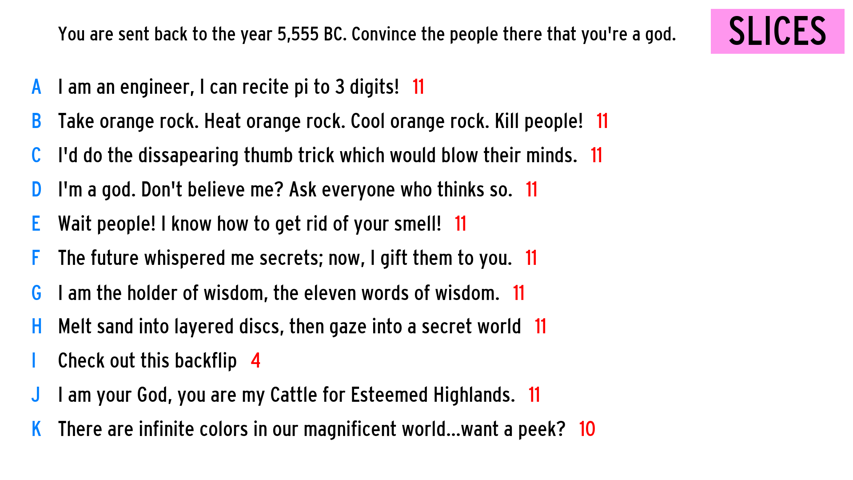 You are sent back to the year 5,555 BC. Convince the people there that you're a god.
SLICES
A I am an engineer, I can recite pi to 3 digits! 11
B Take orange rock. Heat orange rock. Cool orange rock. Kill people! 11
C I'd do the dissapearing thumb trick which would blow their minds. 11
D I'm a god. Don't believe me? Ask everyone who thinks so. 11
E Wait people! I know how to get rid of your smell! 11
F The future whispered me secrets; now, I gift them to you. 11
G I am the holder of wisdom, the eleven words of wisdom. 11
H Melt sand into layered discs, then gaze into a secret world 11
I Check out this backflip 4
J I am your God, you are my Cattle for Esteemed Highlands. 11
K There are infinite colors in our magnificent world...want a peek? 10